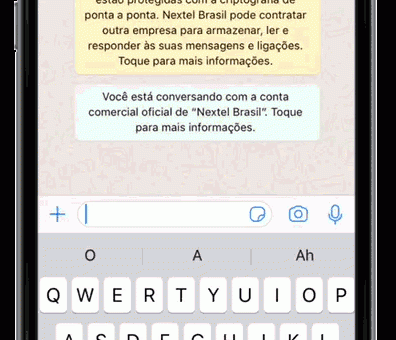 estão protegidas com a criptografia de
ponta a ponta. Nextel Brasil pode contratar
outra empresa para armazenar, ler e
responder às suas mensagens e ligações.
Toque para mais informações.
Você está conversando com a conta
comercial oficial de “Nextel Brasil”. Toque
para mais informações.
O A Ah
Q W E R T Y U I O P
A S D F G H J K L